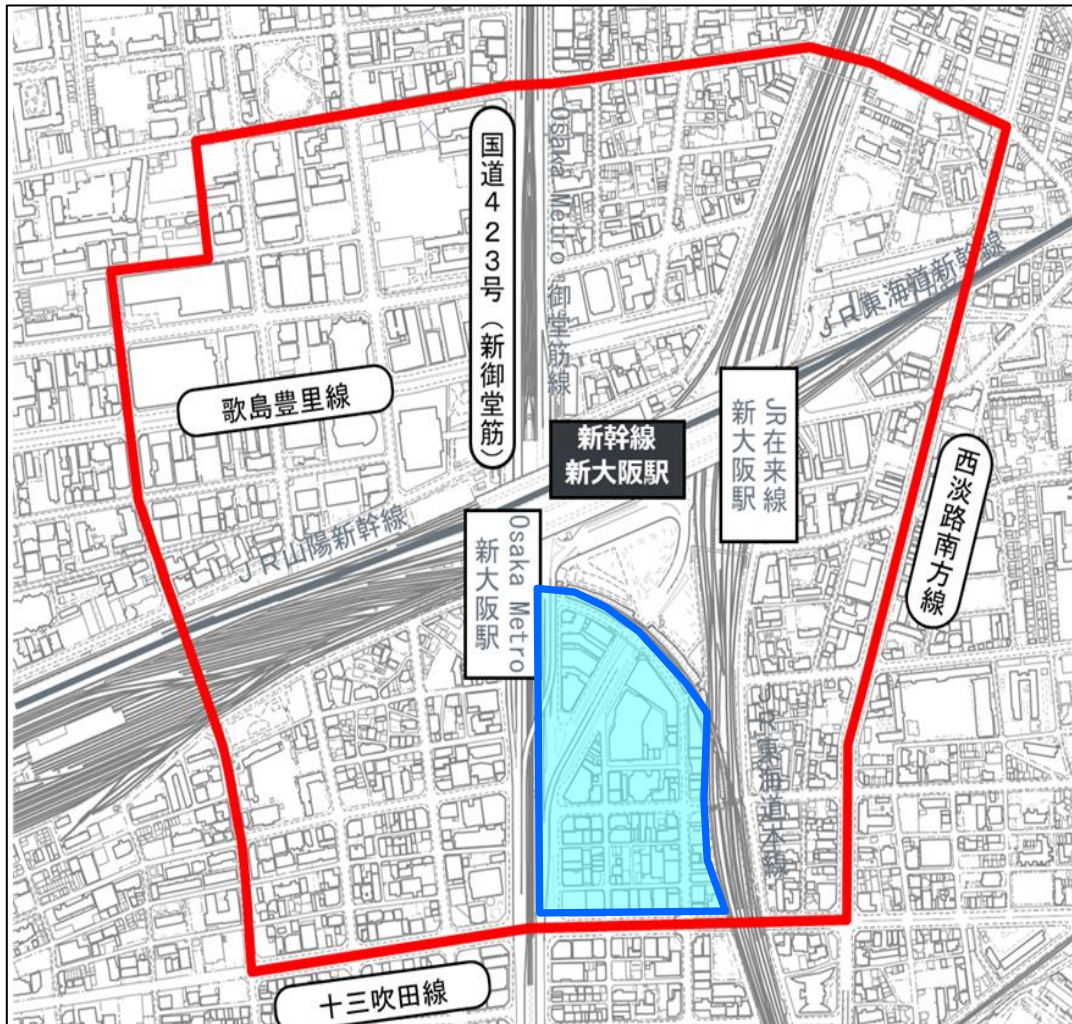 国道423号（新御堂筋）
Osaka Metro 御堂筋線
JR東海道新幹線
歌島豊里線
新幹線
新大阪駅
JR在来線
新大阪駅
西淡路南方線
JR山陽新幹線
Osaka Metro
新大阪駅
JR東海道本線
十三吹田線